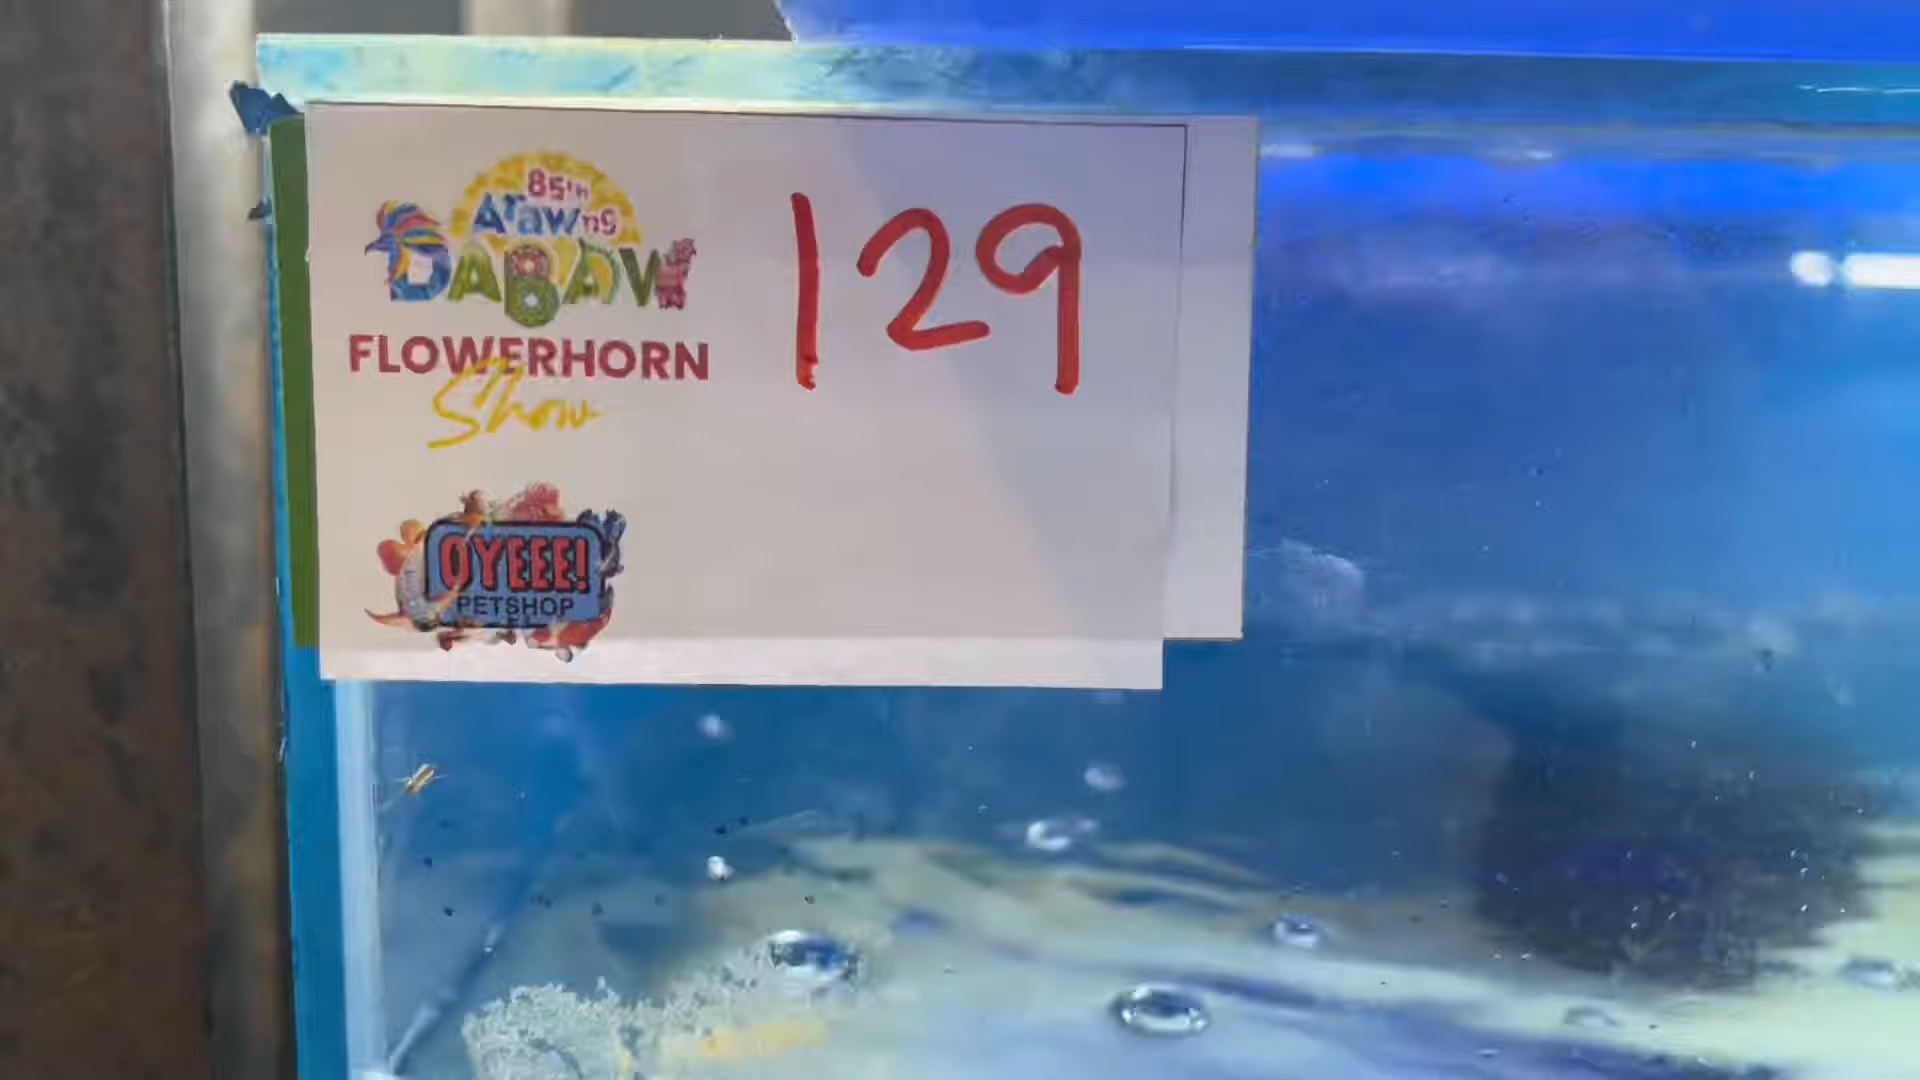 85th
Araw ng
DABAW
FLOWERHORN
Show
129
OYEEE!
PETSHOP